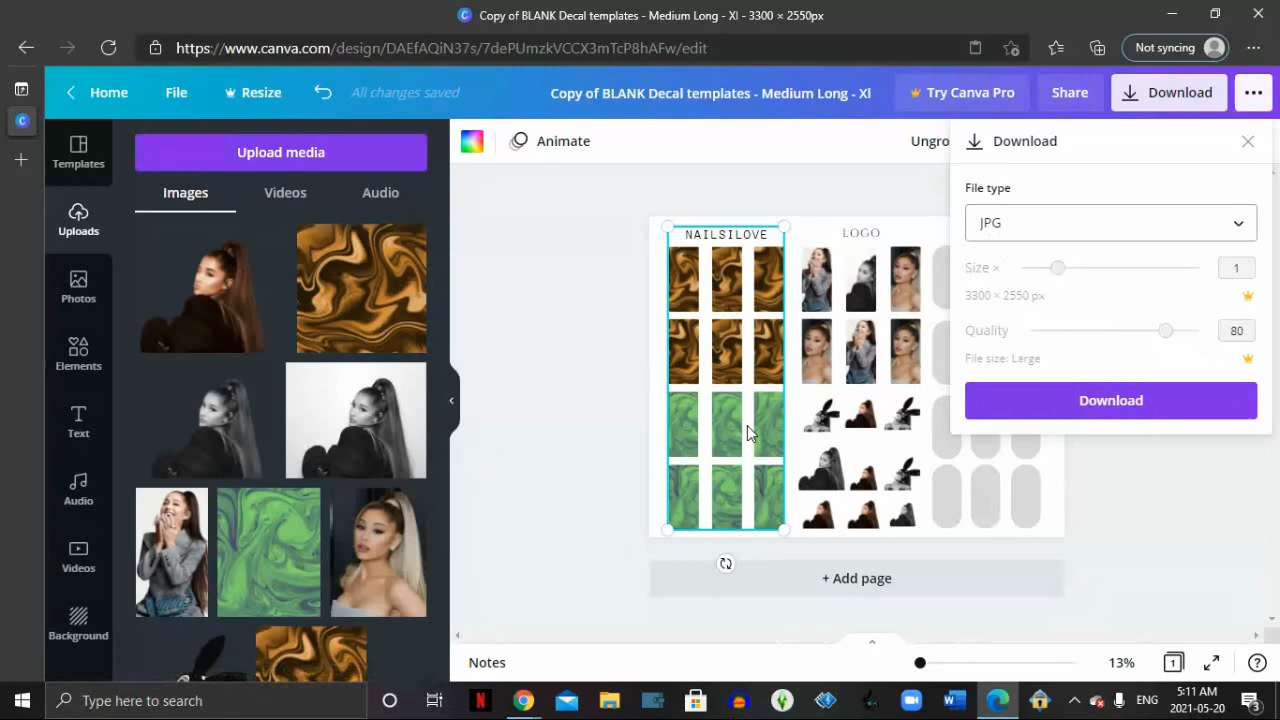 Copy of BLANK Decal templates - Medium Long - Xl - 3300 × 2550px
https://www.canva.com/design/DAEfAQiN37s/7dePUmzkVCCX3mTcP8hAFw/edit
Not syncing
Home
File
Resize
All changes saved
Copy of BLANK Decal templates - Medium Long - Xl
Try Canva Pro
Share
Download
Templates
Uploads
Photos
Elements
Text
Audio
Videos
Background
Upload media
Images
Videos
Audio
Animate
Ungro
Download
File type
JPG
Size ×
1
3300 × 2550 px
Quality
80
File size: Large
Download
NAILSILOVE
LOGO
+ Add page
Notes
13%
1
Type here to search
ENG
5:11 AM
2021-05-20
3